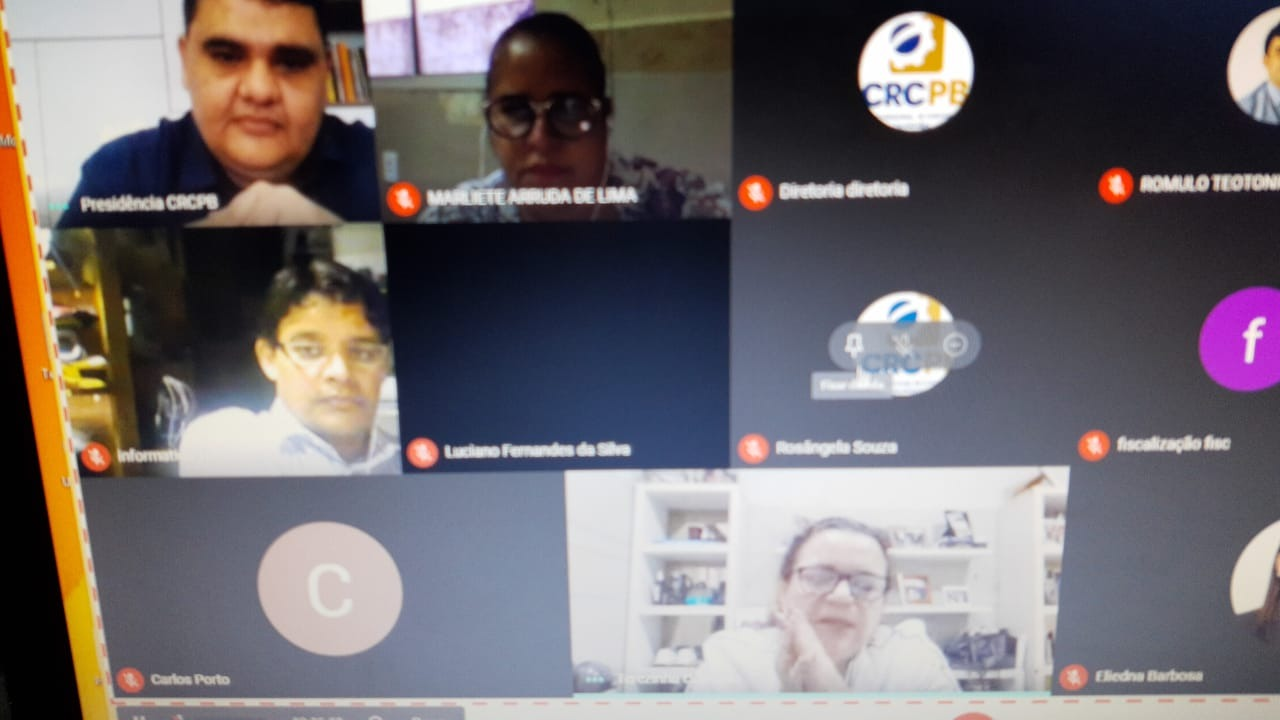 CRCPB
Presidência CRCPB
MARLIETE ARRUDA DE LIMA
Diretoria diretoria
ROMULO TEOTONI
CRCP
f
Luciano Fernandes da Silva
Rosângela Souza
fiscalização fisc
C
Carlos Porto
Eliedna Barbosa